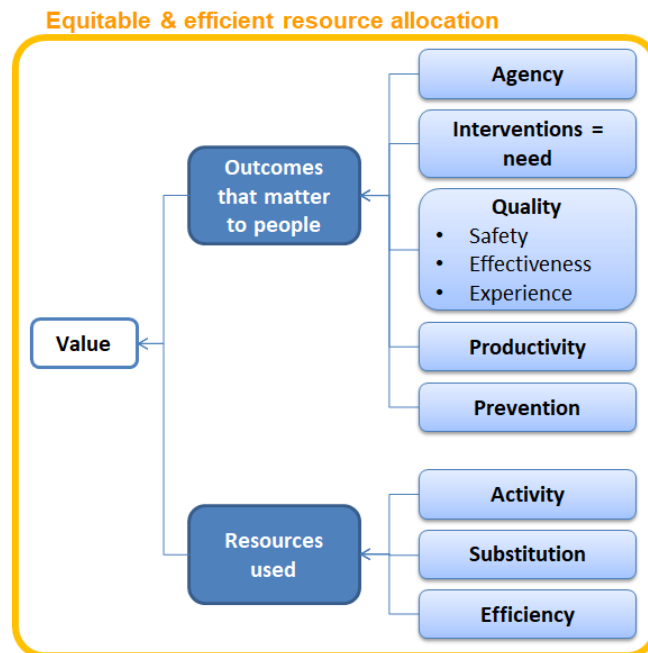 Equitable & efficient resource allocation
Agency
Interventions =
need
Outcomes
that matter
to people
Quality
• Safety
• Effectiveness
• Experience
Value
Productivity
Prevention
Resources
used
Activity
Substitution
Efficiency